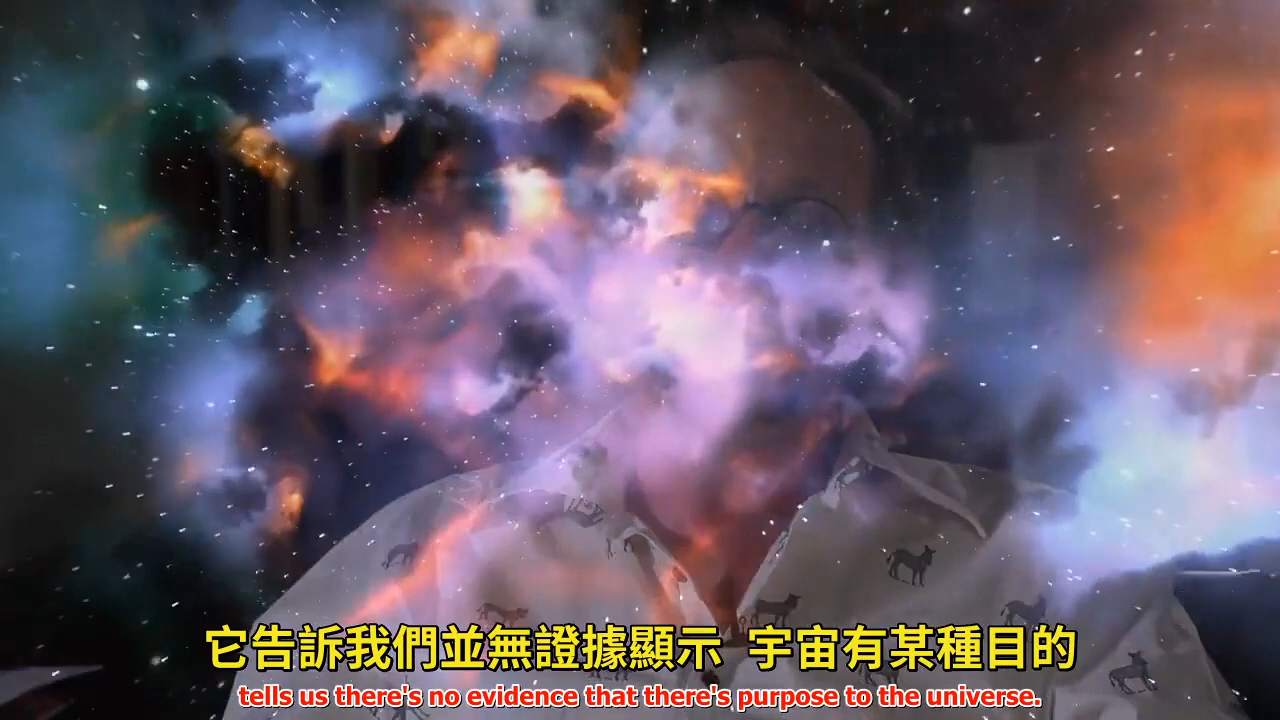 它告訴我們並無證據顯示 宇宙有某種目的
tells us there's no evidence that there's purpose to the universe.